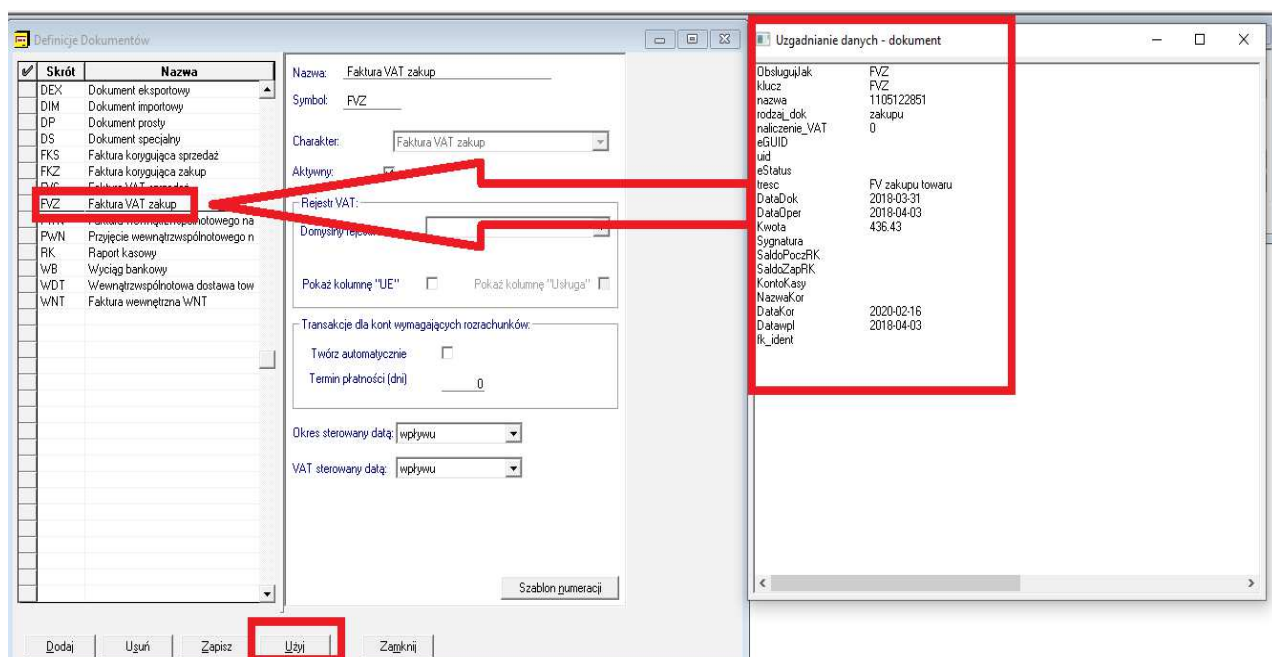 Definicje Dokumentów
Skrót Nazwa
DEX Dokument eksportowy
DIM Dokument importowy
DP Dokument prosty
DS Dokument specjalny
FKS Faktura korygująca sprzedaż
FKZ Faktura korygująca zakup
FVZ Faktura VAT zakup
PWN Przyjęcie wewnątrzwspólnotowego n
RK Raport kasowy
WB Wyciąg bankowy
WDT Wewnątrzwspólnotowa dostawa tow
WNT Faktura wewnętrzna WNT
Nazwa: Faktura VAT zakup
Symbol: FVZ
Charakter: Faktura VAT zakup
Aktywny:
Rejestr VAT:
Domyślny
Pokaż kolumnę "UE" Pokaż kolumnę "Usługa"
Transakcje dla kont wymagających rozrachunków:
Twórz automatycznie
Termin płatności (dni) 0
Okres sterowany datą: wpływu
VAT sterowany datą: wpływu
Szablon numeracji
Dodaj Usuń Zapisz Użyj Zamknij
Uzgadnianie danych - dokument
ObslugujJak FVZ
klucz FVZ
nazwa 1105122851
rodzaj_dok zakupu
naliczenie_VAT 0
eGUID
uid
eStatus
tresc FV zakupu towaru
DataDok 2018-03-31
DataOper 2018-04-03
Kwota 436.43
Sygnatura
SaldoPoczRK
SaldoZapRK
KontoKasy
NazwaKor
DataKor 2020-02-16
Datawpl 2018-04-03
fk_ident